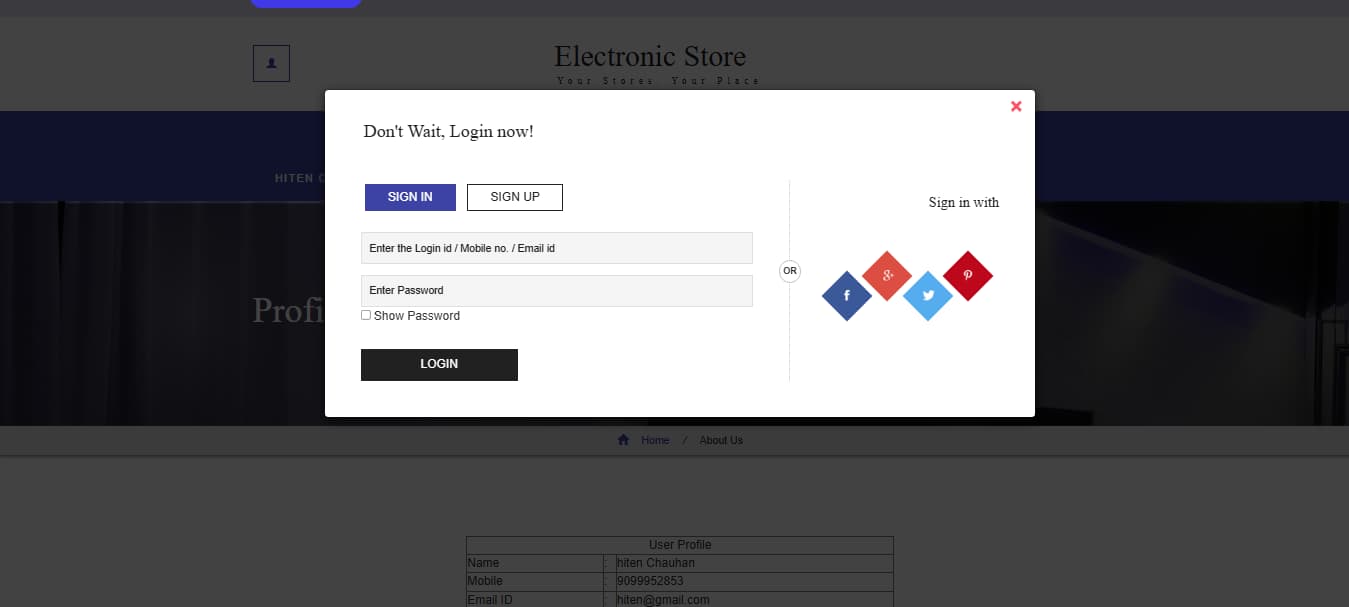 Electronic Store
Your Stores. Your Place
Don't Wait, Login now!
HITEN
SIGN IN SIGN UP
Sign in with
Enter the Login id / Mobile no. / Email id
OR
Enter Password
Show Password
LOGIN
Profi
Home / About Us
User Profile
Name : hiten Chauhan
Mobile : 9099952853
Email ID : hiten@gmail.com